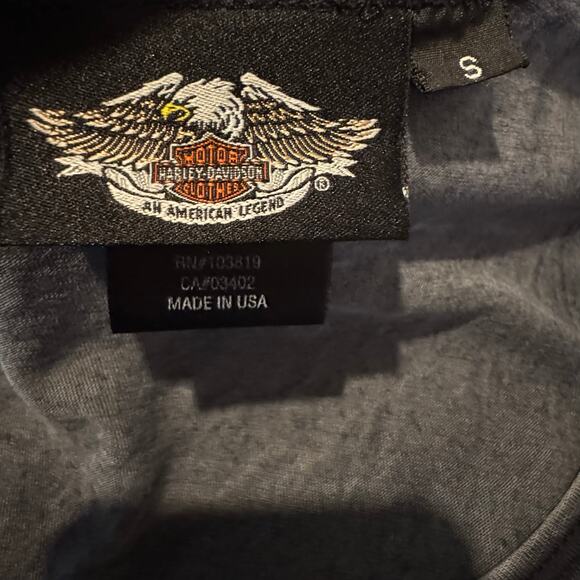 MOTOR
HARLEY-DAVIDSON
CLOTHES
®
AN AMERICAN LEGEND
S
RN#103819
CA#03402
MADE IN USA